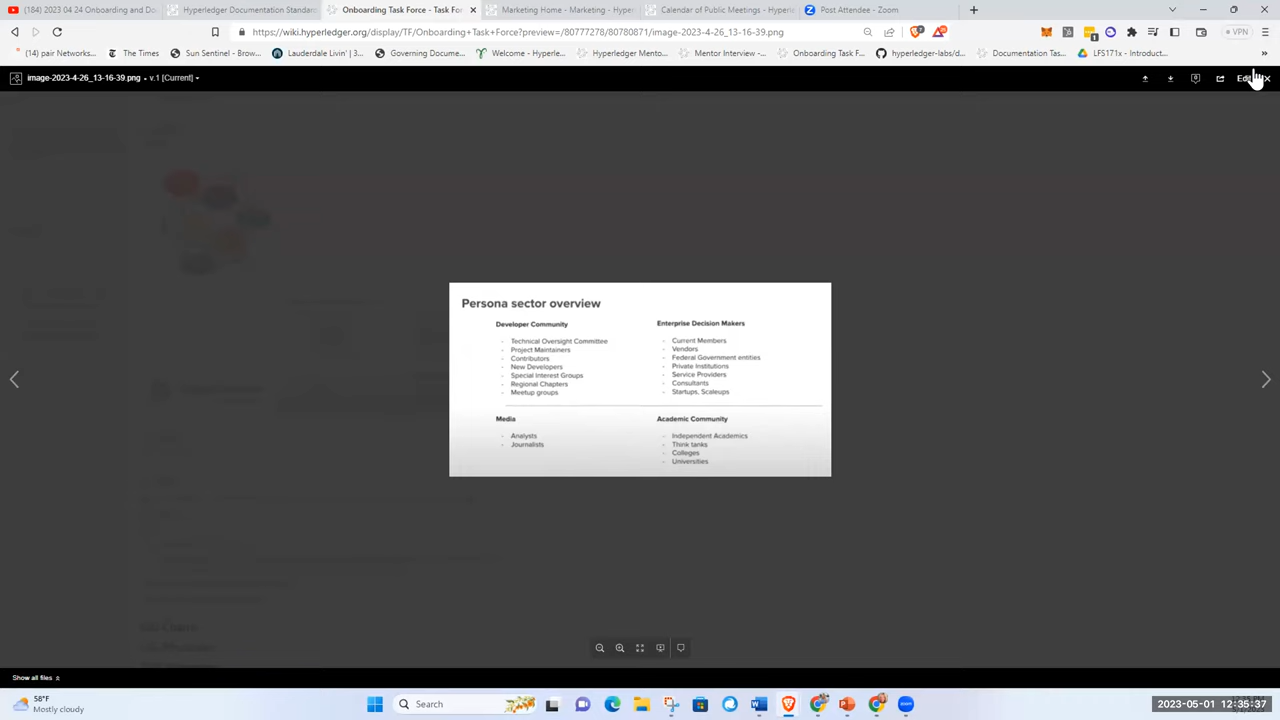 (184) 2023 04 24 Onboarding and Do
Hyperledger Documentation Standard
Onboarding Task Force - Task For
Marketing Home - Marketing - Hyper
Calendar of Public Meetings - Hyperle
Post Attendee - Zoom
https://wiki.hyperledger.org/display/TF/Onboarding+Task+Force?preview=/80777278/80780871/image-2023-4-26_13-16-39.png
VPN
(14) pair Networks...
The Times
Sun Sentinel - Brow...
Lauderdale Livin' | 3...
Governing Docume...
Welcome - Hyperle...
Hyperledger Mento...
Mentor Interview -...
Onboarding Task F...
hyperledger-labs/d...
Documentation Tas...
LFS171x - Introduct...
image-2023-4-26_13-16-39.png - v.1 [Current]
Persona sector overview
Developer Community
- Technical Oversight Committee
- Project Maintainers
- Contributors
- New Developers
- Special Interest Groups
- Regional Chapters
- Meetup groups
Enterprise Decision Makers
- Current Members
- Vendors
- Federal Government entities
- Private Institutions
- Service Providers
- Consultants
- Startups, Scaleups
Media
- Analysts
- Journalists
Academic Community
- Independent Academics
- Think tanks
- Colleges
- Universities
Show all files
58°F
Mostly cloudy
Search
2023-05-01 12:35:37